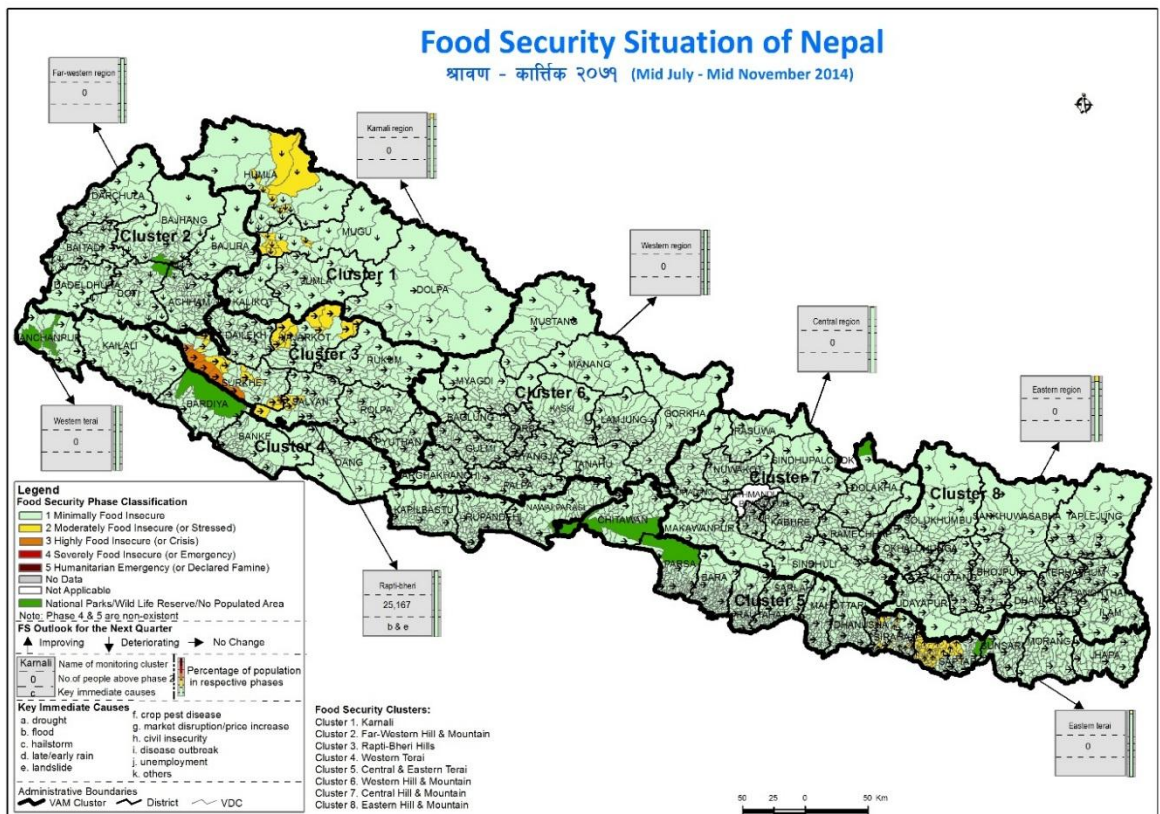 Food Security Situation of Nepal
श्रावण - कार्त्तिक २०७१ (Mid July - Mid November 2014)
Far-western region
0
Karnali region
0
Western region
0
Central region
0
Eastern region
0
Western terai
0
Rapti-bheri
25,167
b & e
Eastern terai
0
HUMLA
DARCHULA
BAJHANG
MUGU
Cluster 2
BAITADI
BAJURA
Cluster 1
DADELDHURA
DOTI
JUMLA
DOLPA
ACHHAM
KALIKOT
MUSTANG
KAILALI
DAILEKH
Cluster 3
RUKUM
MANANG
SURKHET
MYAGDI
Cluster 6
BARDIYA
SALYAN
ROLPA
BAGLUNG
KASKI
LAMJUNG
GORKHA
BANKE
Cluster 4
PYUTHAN
GULMI
DANG
TANAHU
RASUWA
SINDHUPALCHOK
ARGHAKHANCHI
PALPA
NUWAKOT
Cluster 7
DOLAKHA
Cluster 8
KAPILBASTU
RUPANDEHI
NAWALPARASI
CHITAWAN
MAKAWANPUR
KABHRE
RAMECHHAP
SOLUKHUMBU
SANKHUWASABHA
TAPLEJUNG
OKHALDHUNGA
SINDHULI
KHOTANG
BHOJPUR
PARSA
BARA
Cluster 5
MAHOTTARI
DHANUSHA
UDAYAPUR
MORANG
JHAPA
Legend
Food Security Phase Classification
1 Minimally Food Insecure
2 Moderately Food Insecure (or Stressed)
3 Highly Food Insecure (or Crisis)
4 Severely Food Insecure (or Emergency)
5 Humanitarian Emergency (or Declared Famine)
No Data
Not Applicable
National Parks/Wild Life Reserve/No Populated Area
Note: Phase 4 & 5 are non-existent
FS Outlook for the Next Quarter
Improving Deteriorating No Change
Karnali Name of monitoring cluster
0 No.of people above phase 2
c Key immediate causes
Percentage of population
in respective phases
Key Immediate Causes
a. drought
b. flood
c. hailstorm
d. late/early rain
e. landslide
f. crop pest disease
g. market disruption/price increase
h. civil insecurity
i. disease outbreak
j. unemployment
k. others
Administrative Boundaries
VAM Cluster District VDC
Food Security Clusters:
Cluster 1. Karnali
Cluster 2. Far-Western Hill & Mountain
Cluster 3. Rapti-Bheri Hills
Cluster 4. Western Terai
Cluster 5. Central & Eastern Terai
Cluster 6. Western Hill & Mountain
Cluster 7. Central Hill & Mountain
Cluster 8. Eastern Hill & Mountain
50 25 0 50 Km